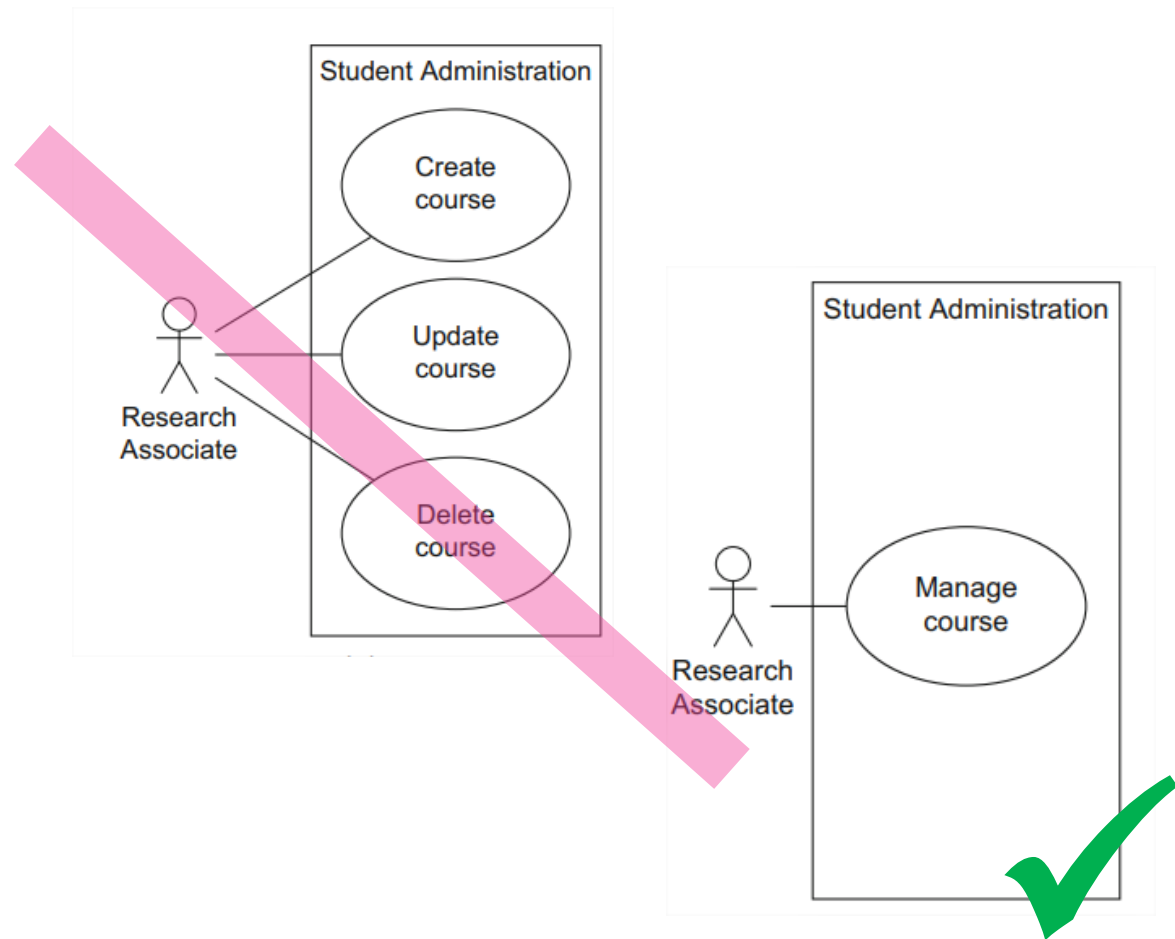 Student Administration
Create
course
Update
course
Delete
course
Research
Associate
Student Administration
Manage
course
Research
Associate